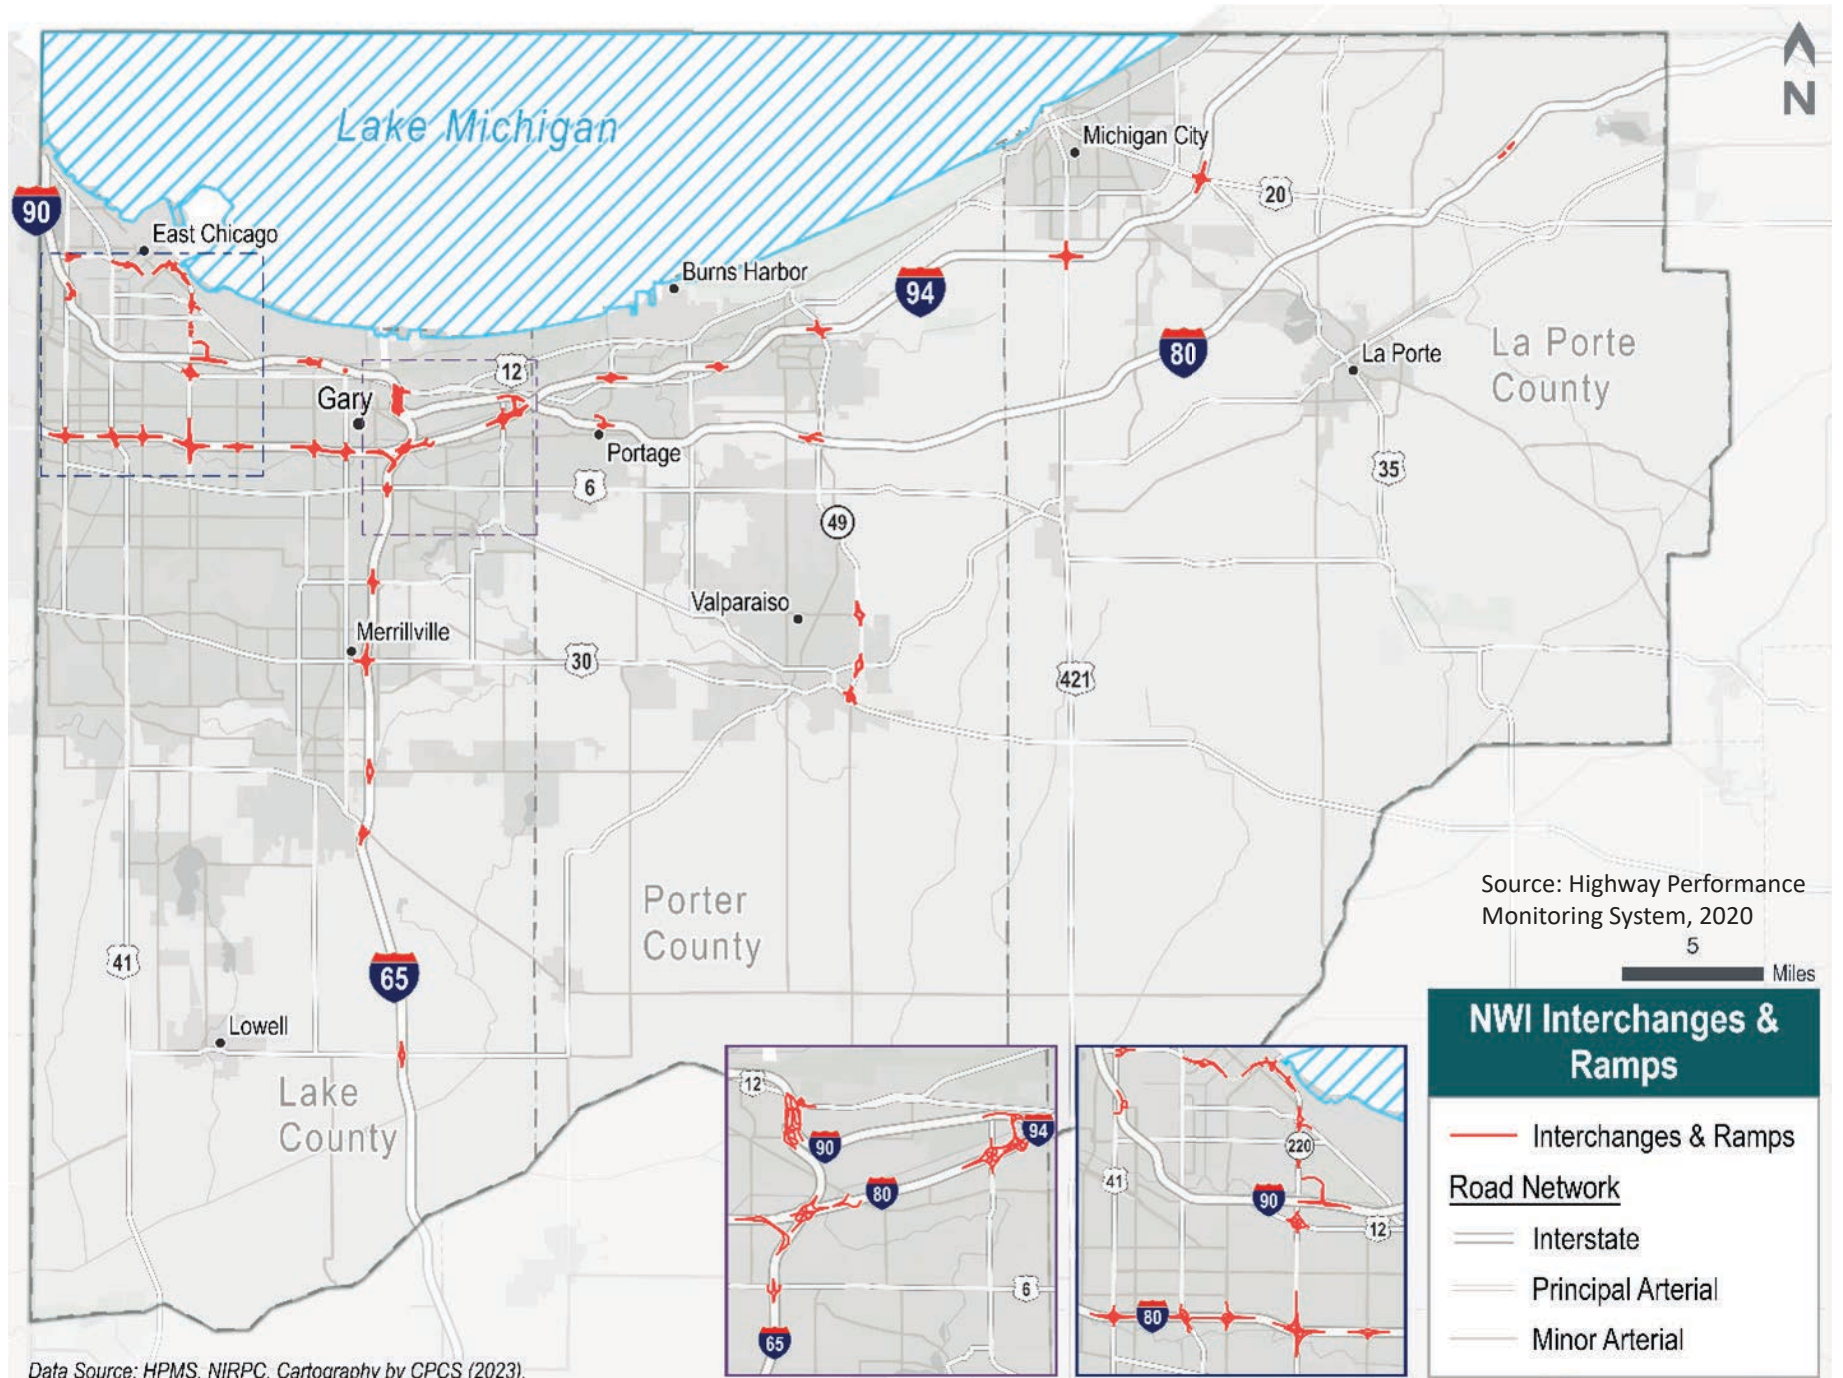 N
Lake Michigan
Michigan City
90
20
East Chicago
Burns Harbor
94
La Porte
County
80
La Porte
12
Gary
Portage
35
6
49
Valparaiso
Merrillville
30
421
Porter
County
Source: Highway Performance
Monitoring System, 2020
5
Miles
41
65
Lowell
Lake
County
12
90
94
80
6
65
220
41
90
12
80
NWI Interchanges &
Ramps
Interchanges & Ramps
Road Network
Interstate
Principal Arterial
Minor Arterial
Data Source: HPMS, NIRPC. Cartography by CPCS (2023).